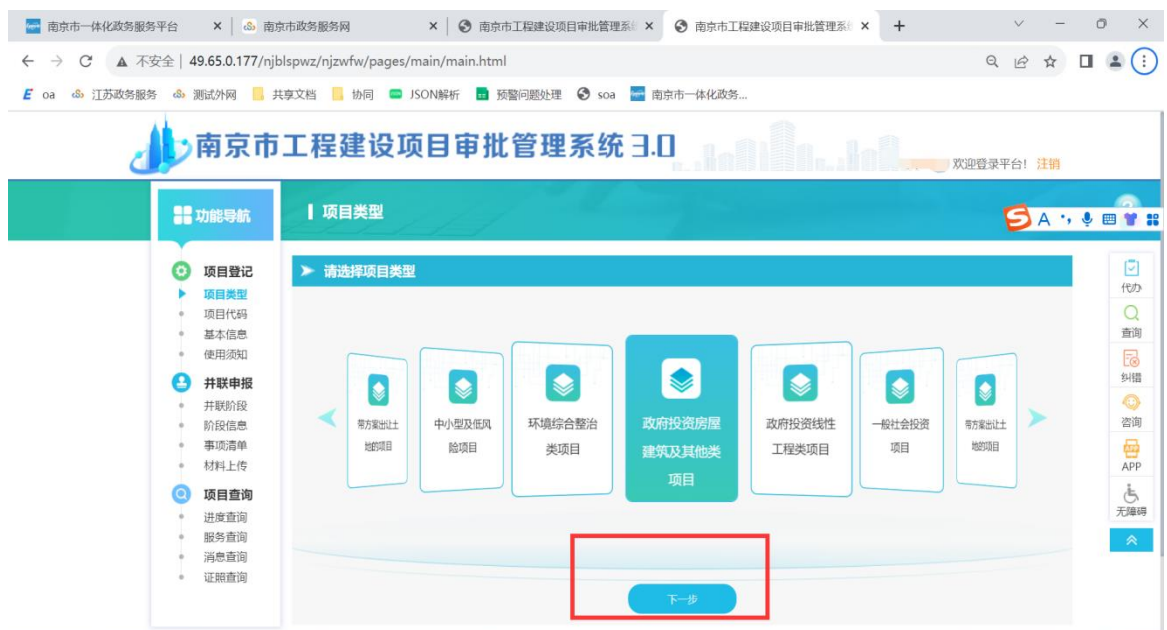 南京市一体化政务服务平台
南京市政务服务网
南京市工程建设项目审批管理系
南京市工程建设项目审批管理系
不安全 | 49.65.0.177/njblspwz/njzwfw/pages/main/main.html
oa 江苏政务服务 测试外网 共享文档 协同 JSON解析 预警问题处理 soa 南京市一体化政务...
南京市工程建设项目审批管理系统 3.0
欢迎登录平台! 注销
功能导航
项目类型
项目登记
项目类型
项目代码
基本信息
使用须知
并联申报
并联阶段
阶段信息
事项清单
材料上传
项目查询
进度查询
服务查询
消息查询
证照查询
请选择项目类型
带方案出让土
地的项目
中小型及低风
险项目
环境综合整治
类项目
政府投资房屋
建筑及其他类
项目
政府投资线性
工程类项目
一般社会投资
项目
带方案出让土
地的项目
下一步
代办
查询
纠错
咨询
APP
无障碍